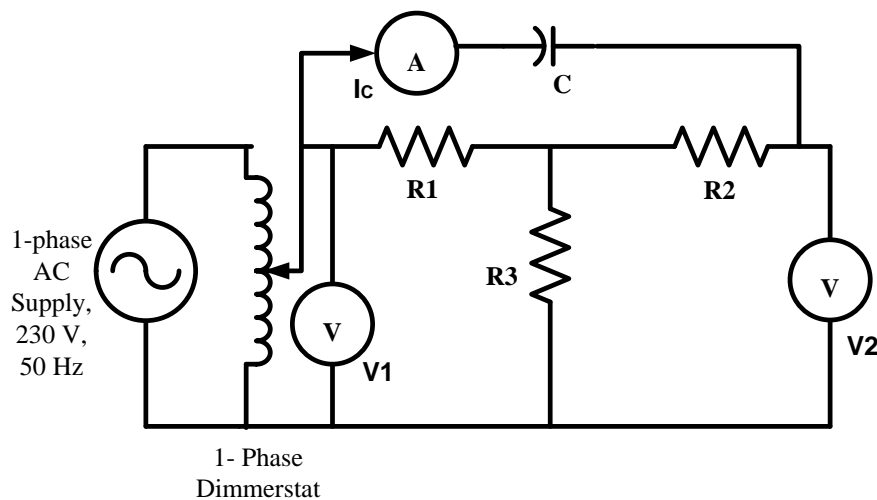 A
Ic
C
R1
R2
1-phase
AC
Supply,
230 V,
50 Hz
R3
V
V1
V
V2
1- Phase
Dimmerstat